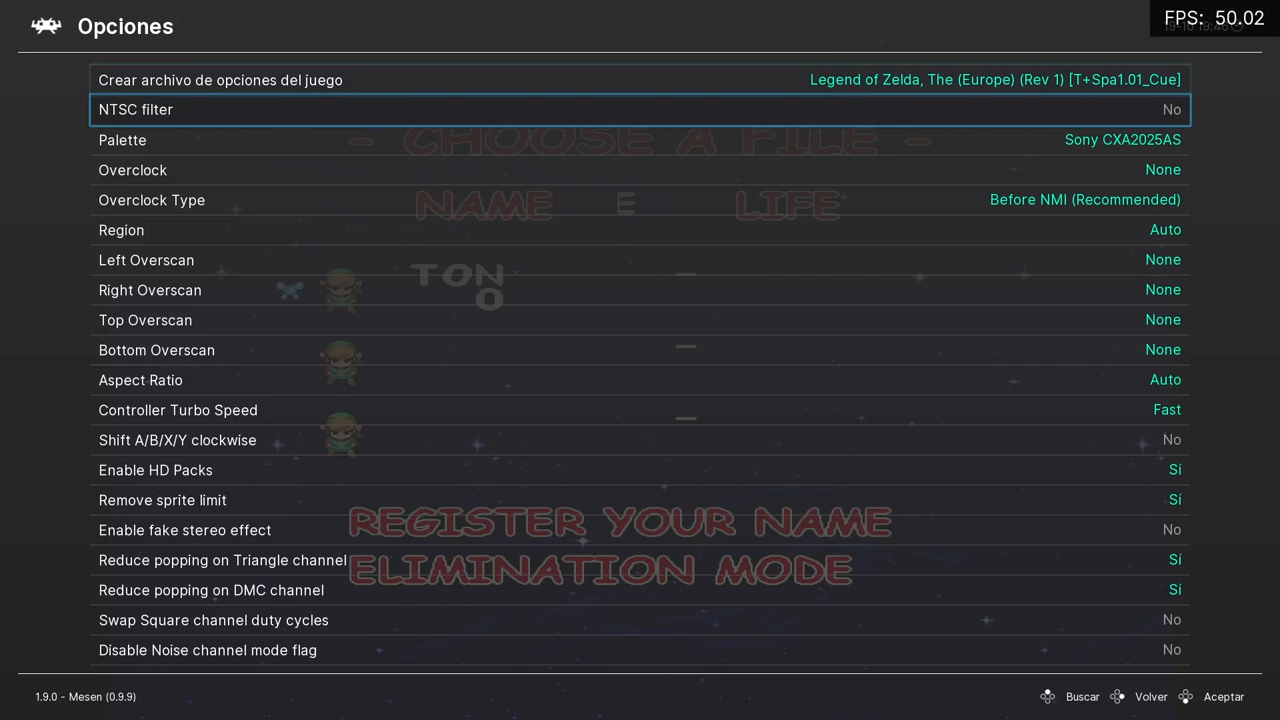 Opciones
FPS: 50.02
19-10 19:46
Crear archivo de opciones del juego Legend of Zelda, The (Europe) (Rev 1) [T+Spa1.01_Cue]
NTSC filter No
- CHOOSE A FILE -
Palette Sony CXA2025AS
Overclock None
NAME E LIFE
Overclock Type Before NMI (Recommended)
Region Auto
Left Overscan None
TON
O
Right Overscan None
Top Overscan None
Bottom Overscan None
Aspect Ratio Auto
Controller Turbo Speed Fast
Shift A/B/X/Y clockwise No
Enable HD Packs Sí
Remove sprite limit Sí
REGISTER YOUR NAME
Enable fake stereo effect No
Reduce popping on Triangle channel Sí
ELIMINATION MODE
Reduce popping on DMC channel Sí
Swap Square channel duty cycles No
Disable Noise channel mode flag No
1.9.0 - Mesen (0.9.9) Buscar Volver Aceptar